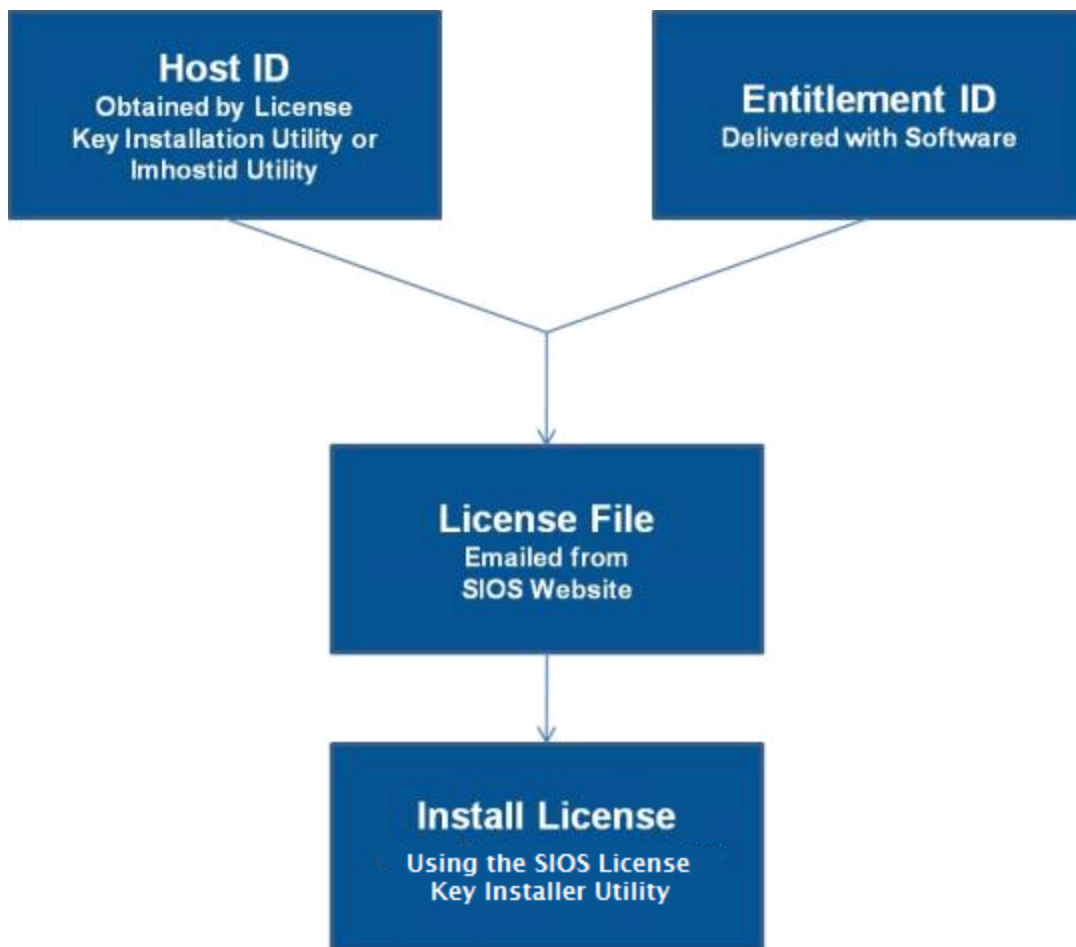 Host ID
Obtained by License
Key Installation Utility or
lmhostid Utility
Entitlement ID
Delivered with Software
License File
Emailed from
SIOS Website
Install License
Using the SIOS License
Key Installer Utility